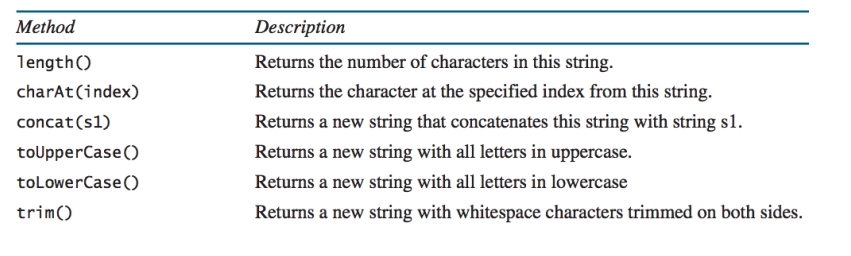 Method Description
length() Returns the number of characters in this string.
charAt(index) Returns the character at the specified index from this string.
concat(s1) Returns a new string that concatenates this string with string s1.
toUpperCase() Returns a new string with all letters in uppercase.
toLowerCase() Returns a new string with all letters in lowercase
trim() Returns a new string with whitespace characters trimmed on both sides.